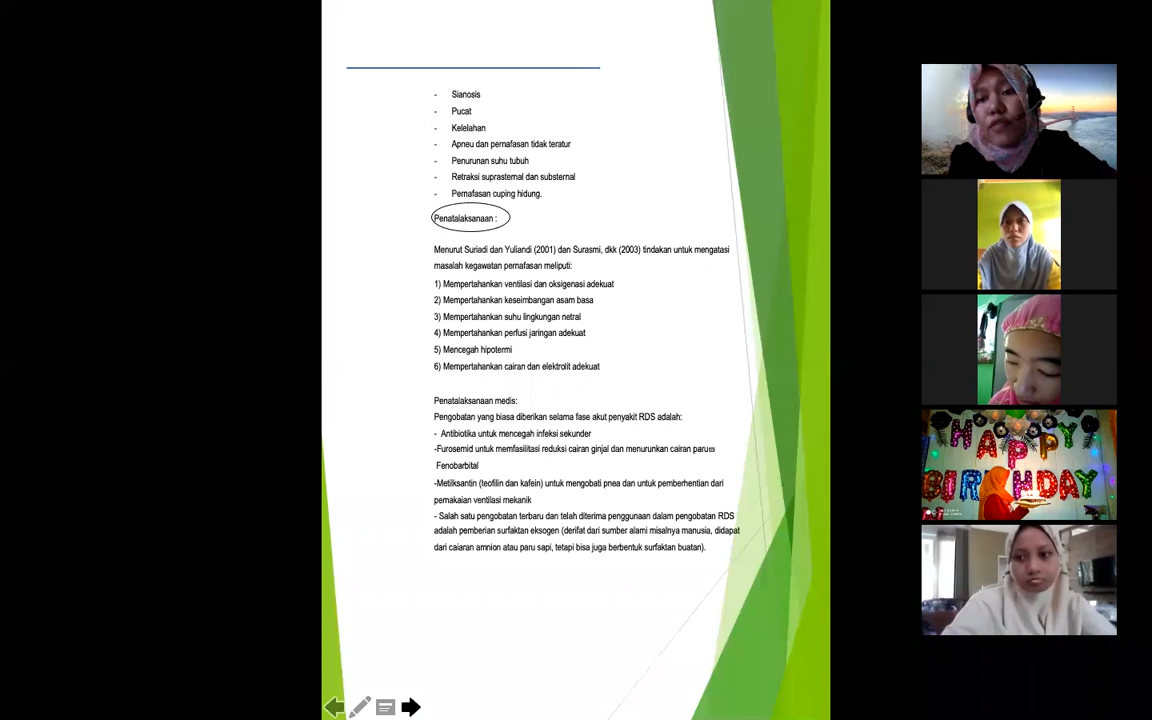 - Sianosis
- Pucat
- Kelelahan
- Apneu dan pernafasan tidak teratur
- Penurunan suhu tubuh
- Retraksi suprasternal dan substernal
- Pernafasan cuping hidung.
Penatalaksanaan :
Menurut Suriadi dan Yuliandi (2001) dan Surasmi, dkk (2003) tindakan untuk mengatasi
masalah kegawatan pernafasan meliputi:
1) Mempertahankan ventilasi dan oksigenasi adekuat
2) Mempertahankan keseimbangan asam basa
3) Mempertahankan suhu lingkungan netral
4) Mempertahankan perfusi jaringan adekuat
5) Mencegah hipotermi
6) Mempertahankan cairan dan elektrolit adekuat
Penatalaksanaan medis:
Pengobatan yang biasa diberikan selama fase akut penyakit RDS adalah:
- Antibiotika untuk mencegah infeksi sekunder
-Furosemid untuk memfasilitasi reduksi cairan ginjal dan menurunkan cairan paru
Fenobarbital
-Metilksantin (teofilin dan kafein) untuk mengobati pnea dan untuk pemberhentian dari
pemakaian ventilasi mekanik
- Salah satu pengobatan terbaru dan telah diterima penggunaan dalam pengobatan RDS
adalah pemberian surfaktan eksogen (derifat dari sumber alami misalnya manusia, didapat
dari caiaran amnion atau paru sapi, tetapi bisa juga berbentuk surfaktan buatan).
HAPPY
BIRTHDAY